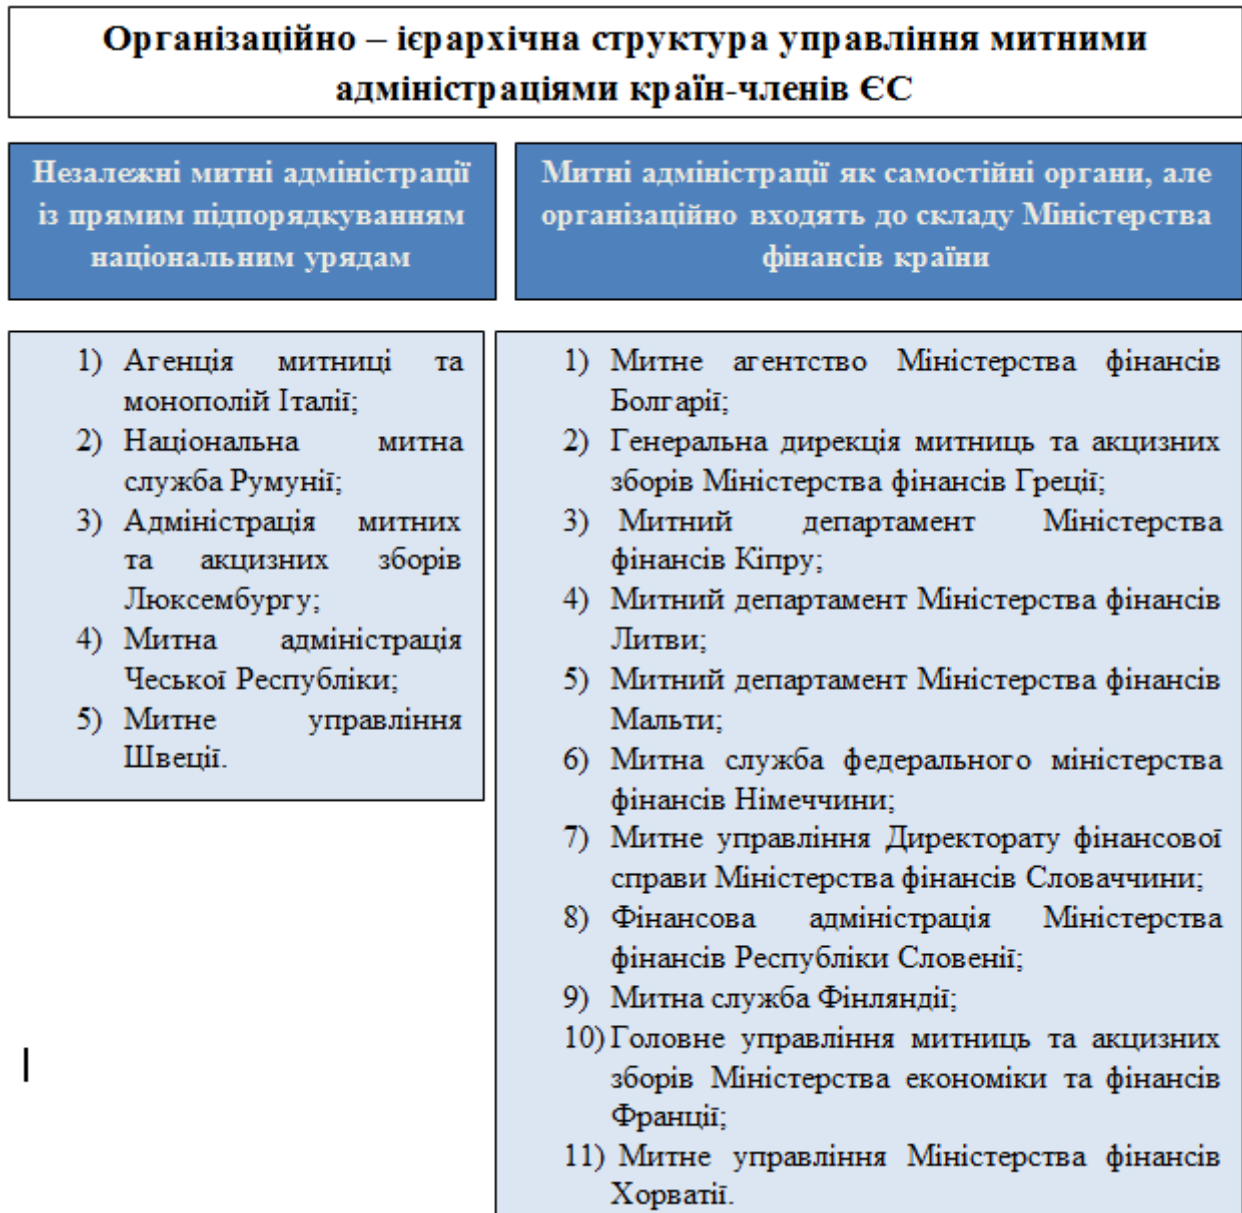 Організаційно – ієрархічна структура управління митними
адміністраціями країн-членів ЄС
Незалежні митні адміністрації
із прямим підпорядкуванням
національним урядам
Митні адміністрації як самостійні органи, але
організаційно входять до складу Міністерства
фінансів країни
1) Агенція митниці та
монополій Італії;
2) Національна митна
служба Румунії;
3) Адміністрація митних
та акцизних зборів
Люксембургу;
4) Митна адміністрація
Чеської Республіки;
5) Митне управління
Швеції.
1) Митне агентство Міністерства фінансів
Болгарії;
2) Генеральна дирекція митниць та акцизних
зборів Міністерства фінансів Греції;
3) Митний департамент Міністерства
фінансів Кіпру;
4) Митний департамент Міністерства фінансів
Литви;
5) Митний департамент Міністерства фінансів
Мальти;
6) Митна служба федерального міністерства
фінансів Німеччини;
7) Митне управління Директорату фінансової
справи Міністерства фінансів Словаччини;
8) Фінансова адміністрація Міністерства
фінансів Республіки Словенії;
9) Митна служба Фінляндії;
10) Головне управління митниць та акцизних
зборів Міністерства економіки та фінансів
Франції;
11) Митне управління Міністерства фінансів
Хорватії.